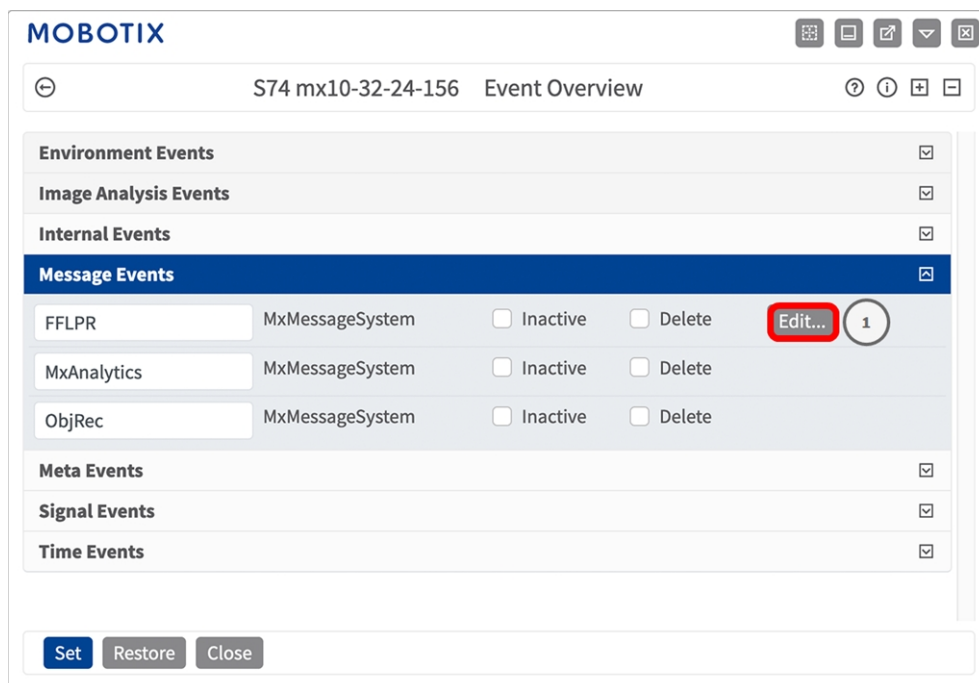 MOBOTIX
S74 mx10-32-24-156 Event Overview
Environment Events
Image Analysis Events
Internal Events
Message Events
FFLPR MxMessageSystem Inactive Delete Edit... 1
MxAnalytics MxMessageSystem Inactive Delete
ObjRec MxMessageSystem Inactive Delete
Meta Events
Signal Events
Time Events
Set Restore Close